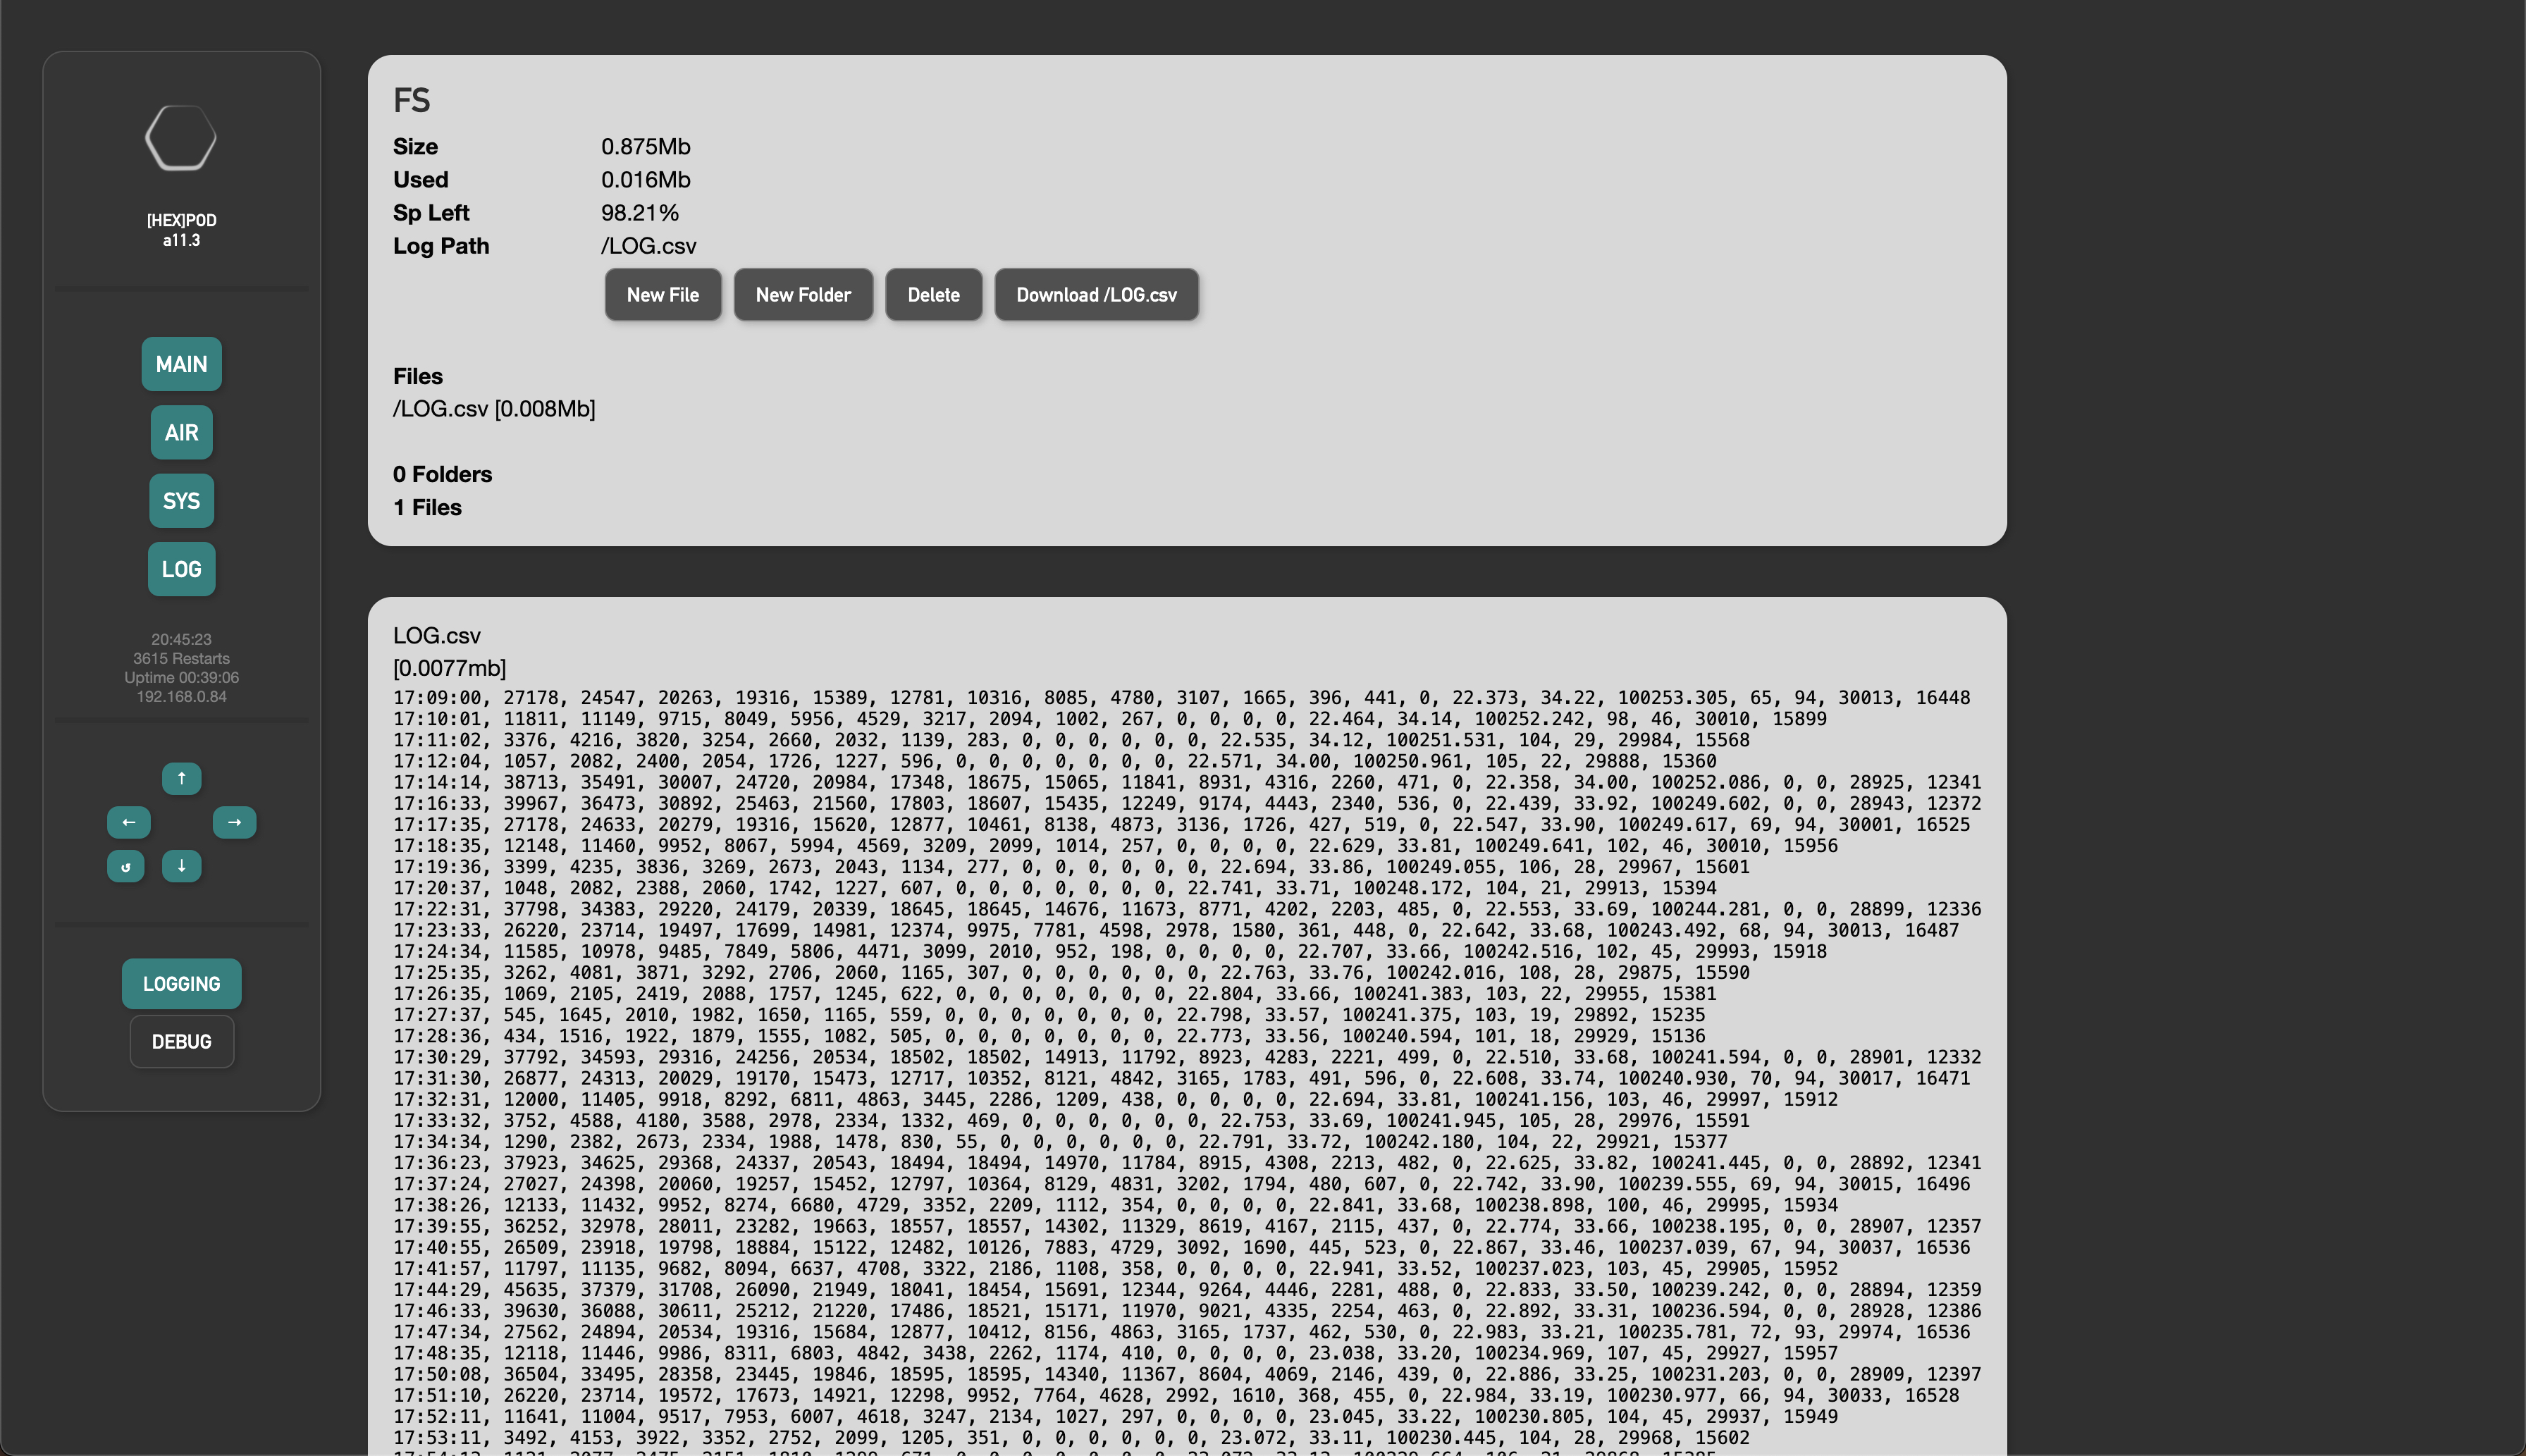 [HEX]POD
a11.3
MAIN
AIR
SYS
LOG
20:45:23
3615 Restarts
Uptime 00:39:06
192.168.0.84
↑
← →
↺ ↓
LOGGING
DEBUG
FS
Size 0.875Mb
Used 0.016Mb
Sp Left 98.21%
Log Path /LOG.csv
New File New Folder Delete Download /LOG.csv
Files
/LOG.csv [0.008Mb]
0 Folders
1 Files
LOG.csv
[0.0077mb]
17:09:00, 27178, 24547, 20263, 19316, 15389, 12781, 10316, 8085, 4780, 3107, 1665, 396, 441, 0, 22.373, 34.22, 100253.305, 65, 94, 30013, 16448
17:10:01, 11811, 11149, 9715, 8049, 5956, 4529, 3217, 2094, 1002, 267, 0, 0, 0, 0, 22.464, 34.14, 100252.242, 98, 46, 30010, 15899
17:11:02, 3376, 4216, 3820, 3254, 2660, 2032, 1139, 283, 0, 0, 0, 0, 0, 0, 22.535, 34.12, 100251.531, 104, 29, 29984, 15568
17:12:04, 1057, 2082, 2400, 2054, 1726, 1227, 596, 0, 0, 0, 0, 0, 0, 0, 22.571, 34.00, 100250.961, 105, 22, 29888, 15360
17:14:14, 38713, 35491, 30007, 24720, 20984, 17348, 18675, 15065, 11841, 8931, 4316, 2260, 471, 0, 22.358, 34.00, 100252.086, 0, 0, 28925, 12341
17:16:33, 39967, 36473, 30892, 25463, 21560, 17803, 18607, 15435, 12249, 9174, 4443, 2340, 536, 0, 22.439, 33.92, 100249.602, 0, 0, 28943, 12372
17:17:35, 27178, 24633, 20279, 19316, 15620, 12877, 10461, 8138, 4873, 3136, 1726, 427, 519, 0, 22.547, 33.90, 100249.617, 69, 94, 30001, 16525
17:18:35, 12148, 11460, 9952, 8067, 5994, 4569, 3209, 2099, 1014, 257, 0, 0, 0, 0, 22.629, 33.81, 100249.641, 102, 46, 30010, 15956
17:19:36, 3399, 4235, 3836, 3269, 2673, 2043, 1134, 277, 0, 0, 0, 0, 0, 0, 22.694, 33.86, 100249.055, 106, 28, 29967, 15601
17:20:37, 1048, 2082, 2388, 2060, 1742, 1227, 607, 0, 0, 0, 0, 0, 0, 0, 22.741, 33.71, 100248.172, 104, 21, 29913, 15394
17:22:31, 37798, 34383, 29220, 24179, 20339, 18645, 18645, 14676, 11673, 8771, 4202, 2203, 485, 0, 22.553, 33.69, 100244.281, 0, 0, 28899, 12336
17:23:33, 26220, 23714, 19497, 17699, 14981, 12374, 9975, 7781, 4598, 2978, 1580, 361, 448, 0, 22.642, 33.68, 100243.492, 68, 94, 30013, 16487
17:24:34, 11585, 10978, 9485, 7849, 5806, 4471, 3099, 2010, 952, 198, 0, 0, 0, 0, 22.707, 33.66, 100242.516, 102, 45, 29993, 15918
17:25:35, 3262, 4081, 3871, 3292, 2706, 2060, 1165, 307, 0, 0, 0, 0, 0, 0, 22.763, 33.76, 100242.016, 108, 28, 29875, 15590
17:26:35, 1069, 2105, 2419, 2088, 1757, 1245, 622, 0, 0, 0, 0, 0, 0, 0, 22.804, 33.66, 100241.383, 103, 22, 29955, 15381
17:27:37, 545, 1645, 2010, 1982, 1650, 1165, 559, 0, 0, 0, 0, 0, 0, 0, 22.798, 33.57, 100241.375, 103, 19, 29892, 15235
17:28:36, 434, 1516, 1922, 1879, 1555, 1082, 505, 0, 0, 0, 0, 0, 0, 0, 22.773, 33.56, 100240.594, 101, 18, 29929, 15136
17:30:29, 37792, 34593, 29316, 24256, 20534, 18502, 18502, 14913, 11792, 8923, 4283, 2221, 499, 0, 22.510, 33.68, 100241.594, 0, 0, 28901, 12332
17:31:30, 26877, 24313, 20029, 19170, 15473, 12717, 10352, 8121, 4842, 3165, 1783, 491, 596, 0, 22.608, 33.74, 100240.930, 70, 94, 30017, 16471
17:32:31, 12000, 11405, 9918, 8292, 6811, 4863, 3445, 2286, 1209, 438, 0, 0, 0, 0, 22.694, 33.81, 100241.156, 103, 46, 29997, 15912
17:33:32, 3752, 4588, 4180, 3588, 2978, 2334, 1332, 469, 0, 0, 0, 0, 0, 0, 22.753, 33.69, 100241.945, 105, 28, 29976, 15591
17:34:34, 1290, 2382, 2673, 2334, 1988, 1478, 830, 55, 0, 0, 0, 0, 0, 0, 22.791, 33.72, 100242.180, 104, 22, 29921, 15377
17:36:23, 37923, 34625, 29368, 24337, 20543, 18494, 18494, 14970, 11784, 8915, 4308, 2213, 482, 0, 22.625, 33.82, 100241.445, 0, 0, 28892, 12341
17:37:24, 27027, 24398, 20060, 19257, 15452, 12797, 10364, 8129, 4831, 3202, 1794, 480, 607, 0, 22.742, 33.90, 100239.555, 69, 94, 30015, 16496
17:38:26, 12133, 11432, 9952, 8274, 6680, 4729, 3352, 2209, 1112, 354, 0, 0, 0, 0, 22.841, 33.68, 100238.898, 100, 46, 29995, 15934
17:39:55, 36252, 32978, 28011, 23282, 19663, 18557, 18557, 14302, 11329, 8619, 4167, 2115, 437, 0, 22.774, 33.66, 100238.195, 0, 0, 28907, 12357
17:40:55, 26509, 23918, 19798, 18884, 15122, 12482, 10126, 7883, 4729, 3092, 1690, 445, 523, 0, 22.867, 33.46, 100237.039, 67, 94, 30037, 16536
17:41:57, 11797, 11135, 9682, 8094, 6637, 4708, 3322, 2186, 1108, 358, 0, 0, 0, 0, 22.941, 33.52, 100237.023, 103, 45, 29905, 15952
17:44:29, 45635, 37379, 31708, 26090, 21949, 18041, 18454, 15691, 12344, 9264, 4446, 2281, 488, 0, 22.833, 33.50, 100239.242, 0, 0, 28894, 12359
17:46:33, 39630, 36088, 30611, 25212, 21220, 17486, 18521, 15171, 11970, 9021, 4335, 2254, 463, 0, 22.892, 33.31, 100236.594, 0, 0, 28928, 12386
17:47:34, 27562, 24894, 20534, 19316, 15684, 12877, 10412, 8156, 4863, 3165, 1737, 462, 530, 0, 22.983, 33.21, 100235.781, 72, 93, 29974, 16536
17:48:35, 12118, 11446, 9986, 8311, 6803, 4842, 3438, 2262, 1174, 410, 0, 0, 0, 0, 23.038, 33.20, 100234.969, 107, 45, 29927, 15957
17:50:08, 36504, 33495, 28358, 23445, 19846, 18595, 18595, 14340, 11367, 8604, 4069, 2146, 439, 0, 22.886, 33.25, 100231.203, 0, 0, 28909, 12397
17:51:10, 26220, 23714, 19572, 17673, 14921, 12298, 9952, 7764, 4628, 2992, 1610, 368, 455, 0, 22.984, 33.19, 100230.977, 66, 94, 30033, 16528
17:52:11, 11641, 11004, 9517, 7953, 6007, 4618, 3247, 2134, 1027, 297, 0, 0, 0, 0, 23.045, 33.22, 100230.805, 104, 45, 29937, 15949
17:53:11, 3492, 4153, 3922, 3352, 2752, 2099, 1205, 351, 0, 0, 0, 0, 0, 0, 23.072, 33.11, 100230.445, 104, 28, 29968, 15602